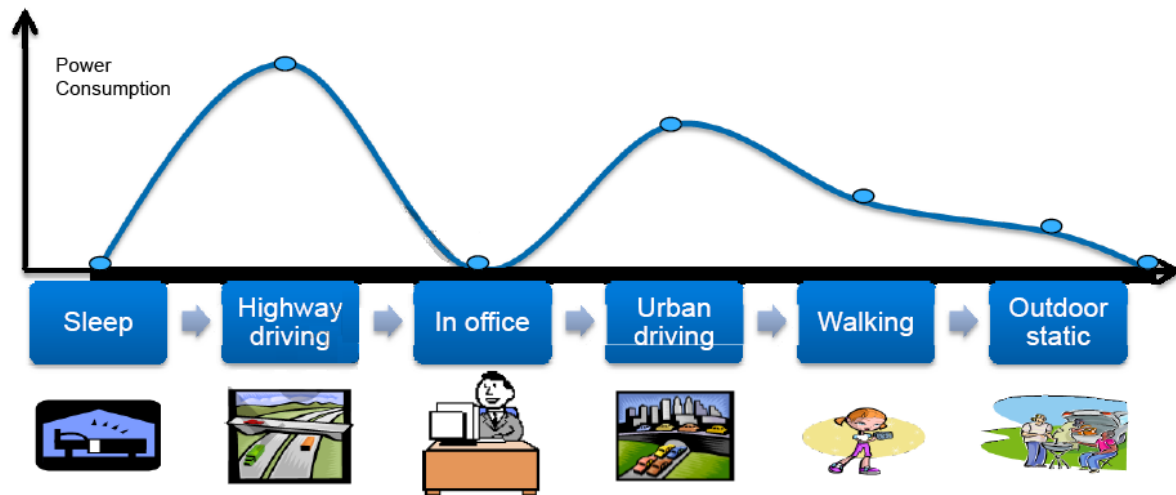 Power
Consumption
Sleep
Highway
driving
In office
Urban
driving
Walking
Outdoor
static